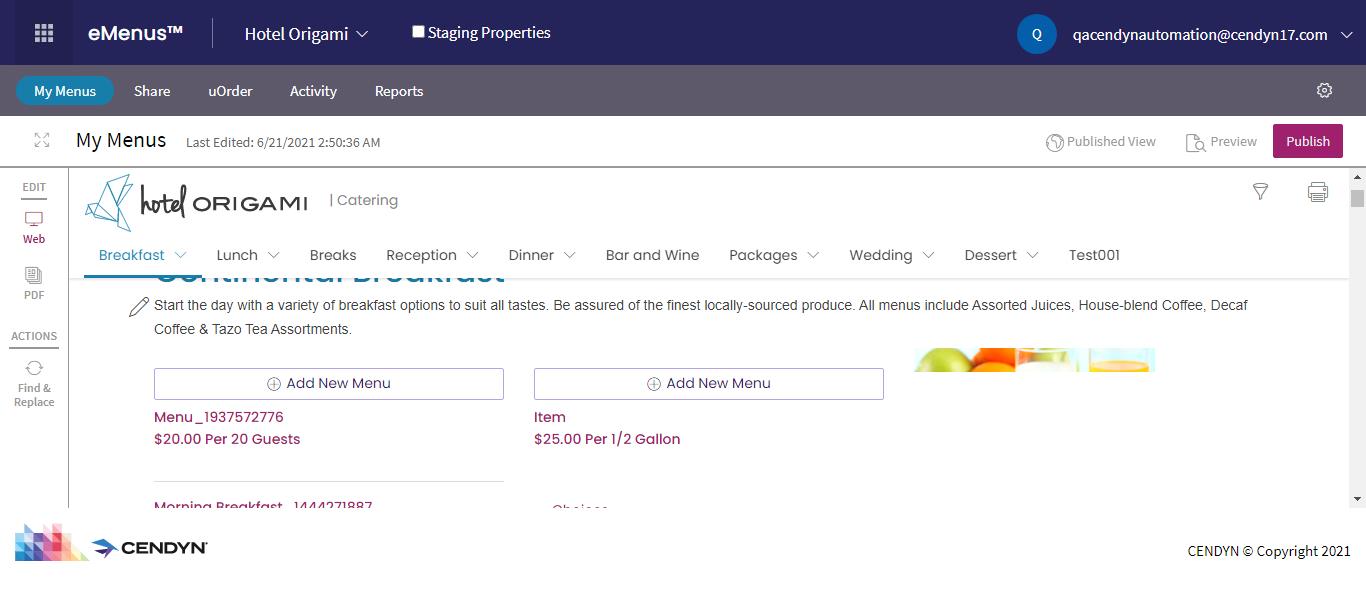 eMenus™ Hotel Origami Staging Properties Q qacendynautomation@cendyn17.com
My Menus Share uOrder Activity Reports
My Menus Last Edited: 6/21/2021 2:50:36 AM Published View Preview Publish
EDIT
Web
PDF
ACTIONS
Find &
Replace
hotel ORIGAMI | Catering
Breakfast Lunch Breaks Reception Dinner Bar and Wine Packages Wedding Dessert Test001
Continental Breakfast
Start the day with a variety of breakfast options to suit all tastes. Be assured of the finest locally-sourced produce. All menus include Assorted Juices, House-blend Coffee, Decaf
Coffee & Tazo Tea Assortments.
Add New Menu Add New Menu
Menu_1937572776 Item
$20.00 Per 20 Guests $25.00 Per 1/2 Gallon
Morning Breakfast_1444271887 Choices
CENDYN CENDYN © Copyright 2021